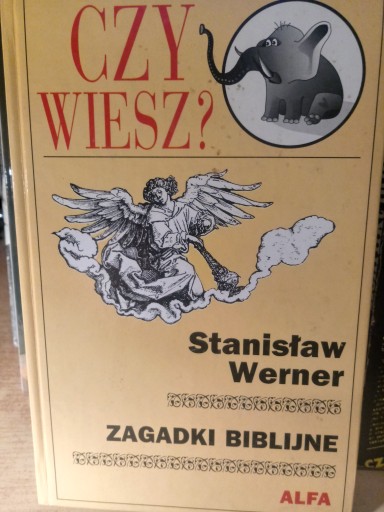 CZY
WIESZ?
Stanisław
Werner
ZAGADKI BIBLIJNE
ALFA